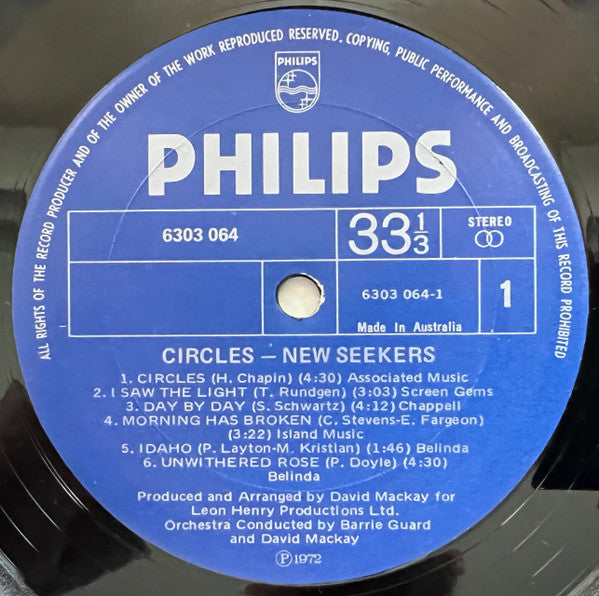 ALL RIGHTS OF THE RECORD PRODUCER AND OF THE OWNER OF THE WORK REPRODUCED RESERVED. COPYING, PUBLIC PERFORMANCE AND BROADCASTING OF THIS RECORD PROHIBITED
PHILIPS
PHILIPS
6303 064
33 1/3
STEREO
6303 064-1
1
Made In Australia
CIRCLES — NEW SEEKERS
1. CIRCLES (H. Chapin) (4:30) Associated Music
2. I SAW THE LIGHT (T. Rundgen) (3:03) Screen Gems
3. DAY BY DAY (S. Schwartz) (4:12) Chappell
4. MORNING HAS BROKEN (C. Stevens-E. Fargeon)
(3:22) Island Music
5. IDAHO (P. Layton-M. Kristian) (1:46) Belinda
6. UNWITHERED ROSE (P. Doyle) (4:30)
Belinda
Produced and Arranged by David Mackay for
Leon Henry Productions Ltd.
Orchestra Conducted by Barrie Guard
and David Mackay
Ⓟ1972